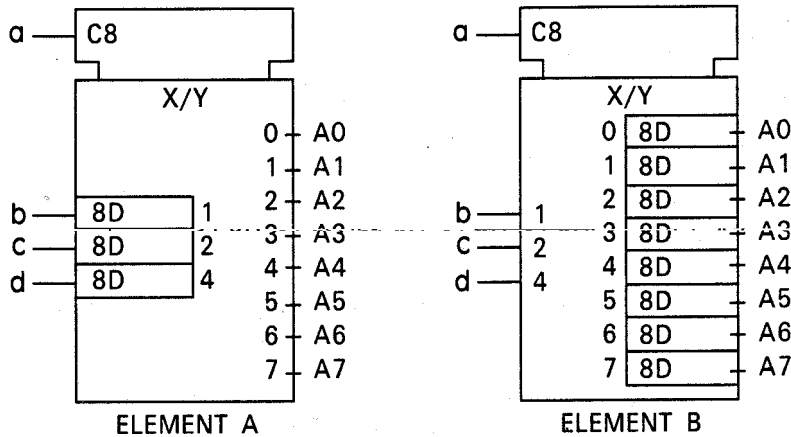 a C8 a C8
X/Y X/Y
0 A0 0 8D A0
1 A1 1 8D A1
2 A2 2 8D A2
b 8D 1 b 1
3 A3 3 8D A3
c 8D 2 c 2
4 A4 4 8D A4
d 8D 4 d 4
5 A5 5 8D A5
6 A6 6 8D A6
7 A7 7 8D A7
ELEMENT A ELEMENT B